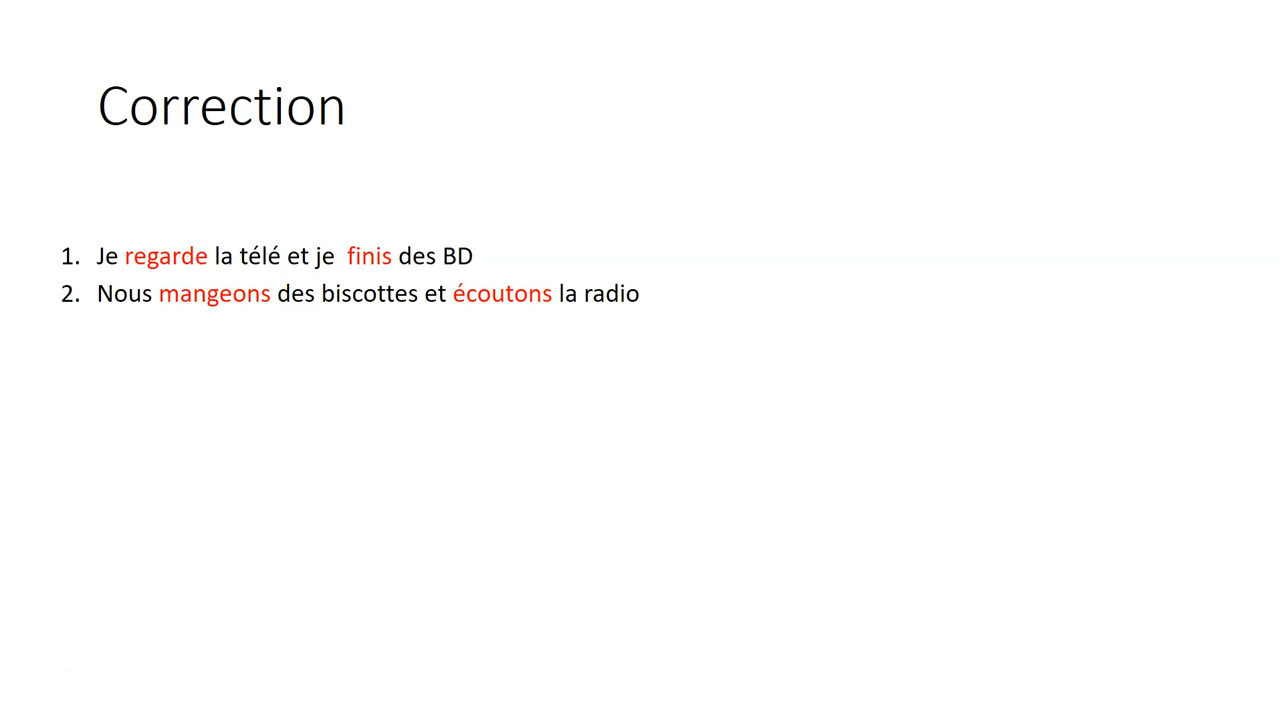 Correction
1. Je regarde la télé et je finis des BD
2. Nous mangeons des biscottes et écoutons la radio